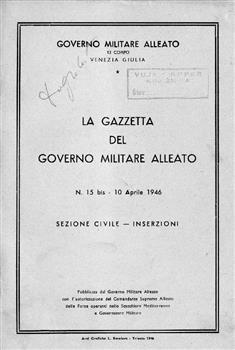 GOVERNO MILITARE ALLEATO
13 CORPO
VENEZIA GIULIA
LA GAZZETTA
DEL
GOVERNO MILITARE ALLEATO
N. 15 bis - 10 Aprile 1946
SEZIONE CIVILE — INSERZIONI
Pubblicata dal Governo Militare Alleato
con l'autorizzazione del Comandante Supremo Alleato
delle Forze operanti nello Scacchiere Mediterraneo
e Governatore Militare
Arti Grafiche L. Smolars - Trieste 1946